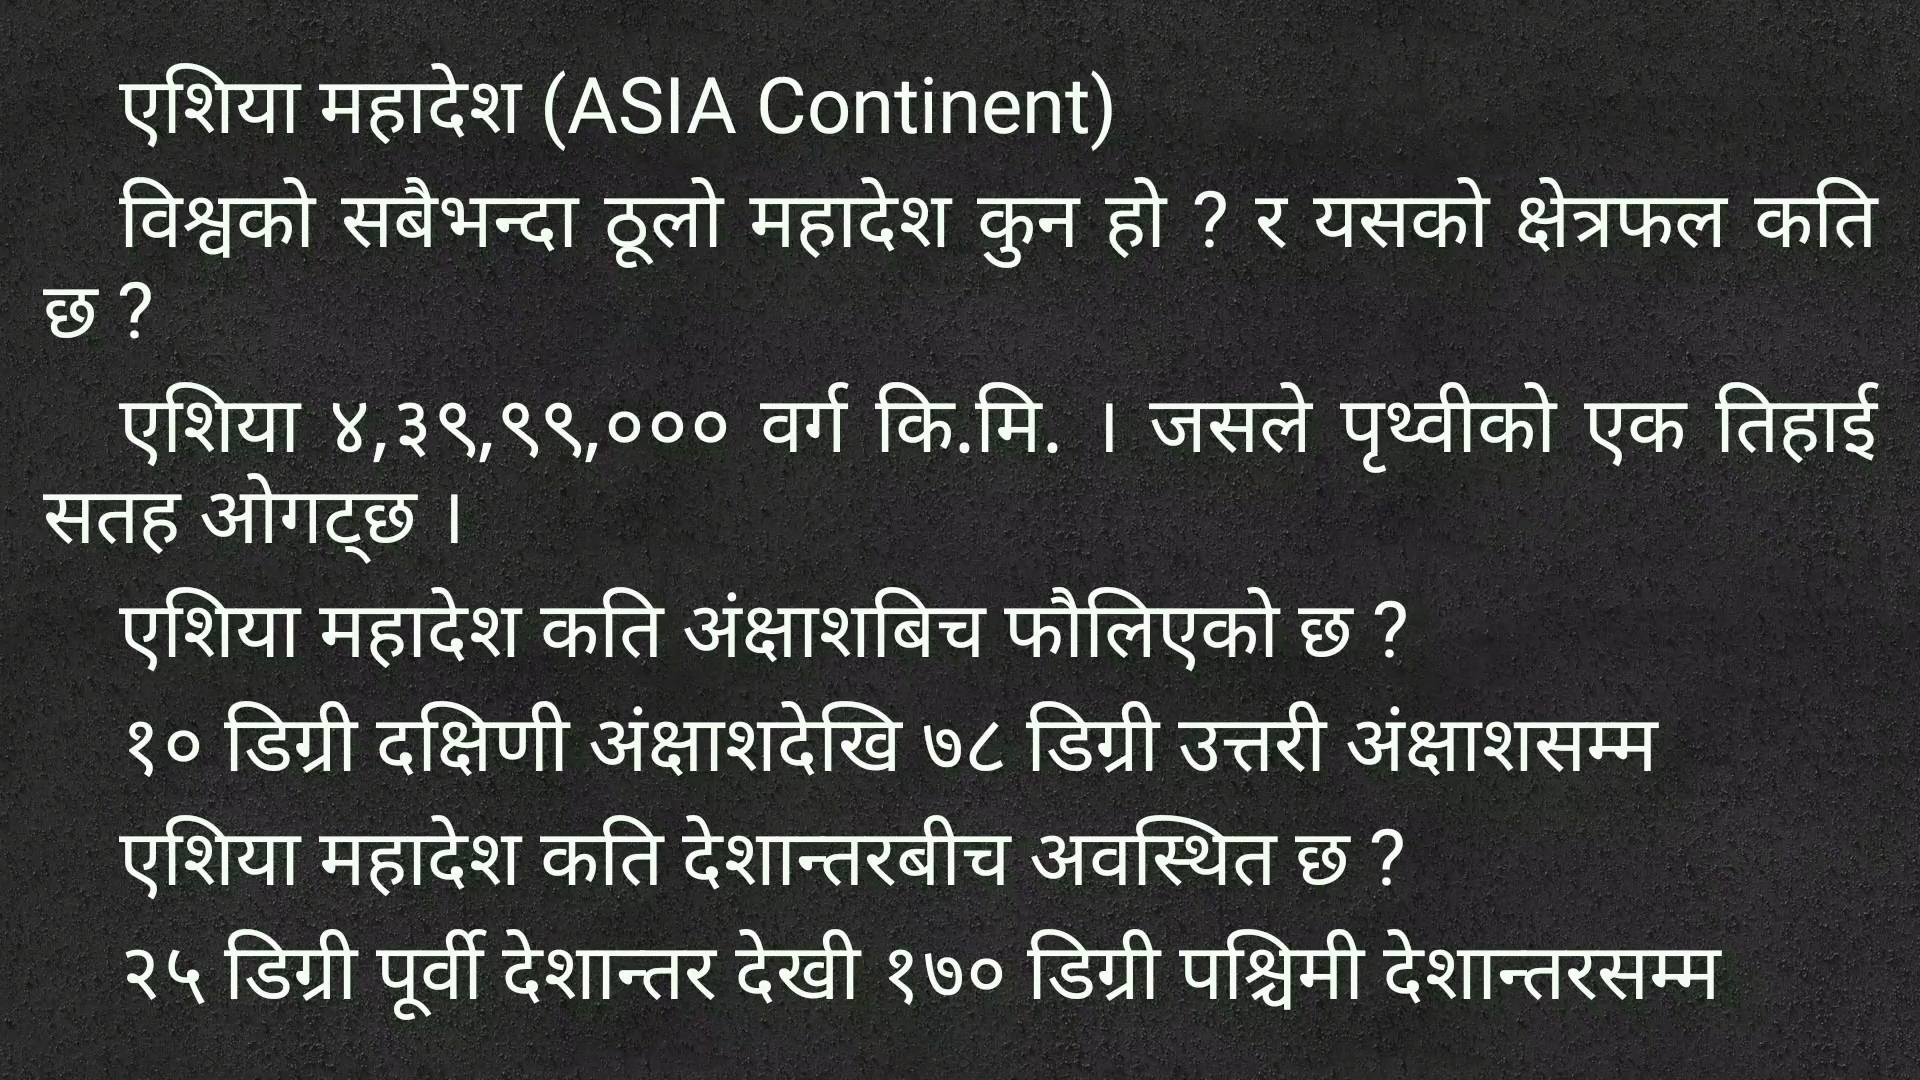 एशिया महादेश (ASIA Continent)
विश्वको सबैभन्दा ठूलो महादेश कुन हो ? र यसको क्षेत्रफल कति
छ ?
एशिया ४,३९,९९,००० वर्ग कि.मि. । जसले पृथ्वीको एक तिहाई
सतह ओगट्छ ।
एशिया महादेश कति अंक्षाशबिच फौलिएको छ ?
१० डिग्री दक्षिणी अंक्षाशदेखि ७८ डिग्री उत्तरी अंक्षाशसम्म
एशिया महादेश कति देशान्तरबीच अवस्थित छ ?
२५ डिग्री पूर्वी देशान्तर देखी १७० डिग्री पश्चिमी देशान्तरसम्म